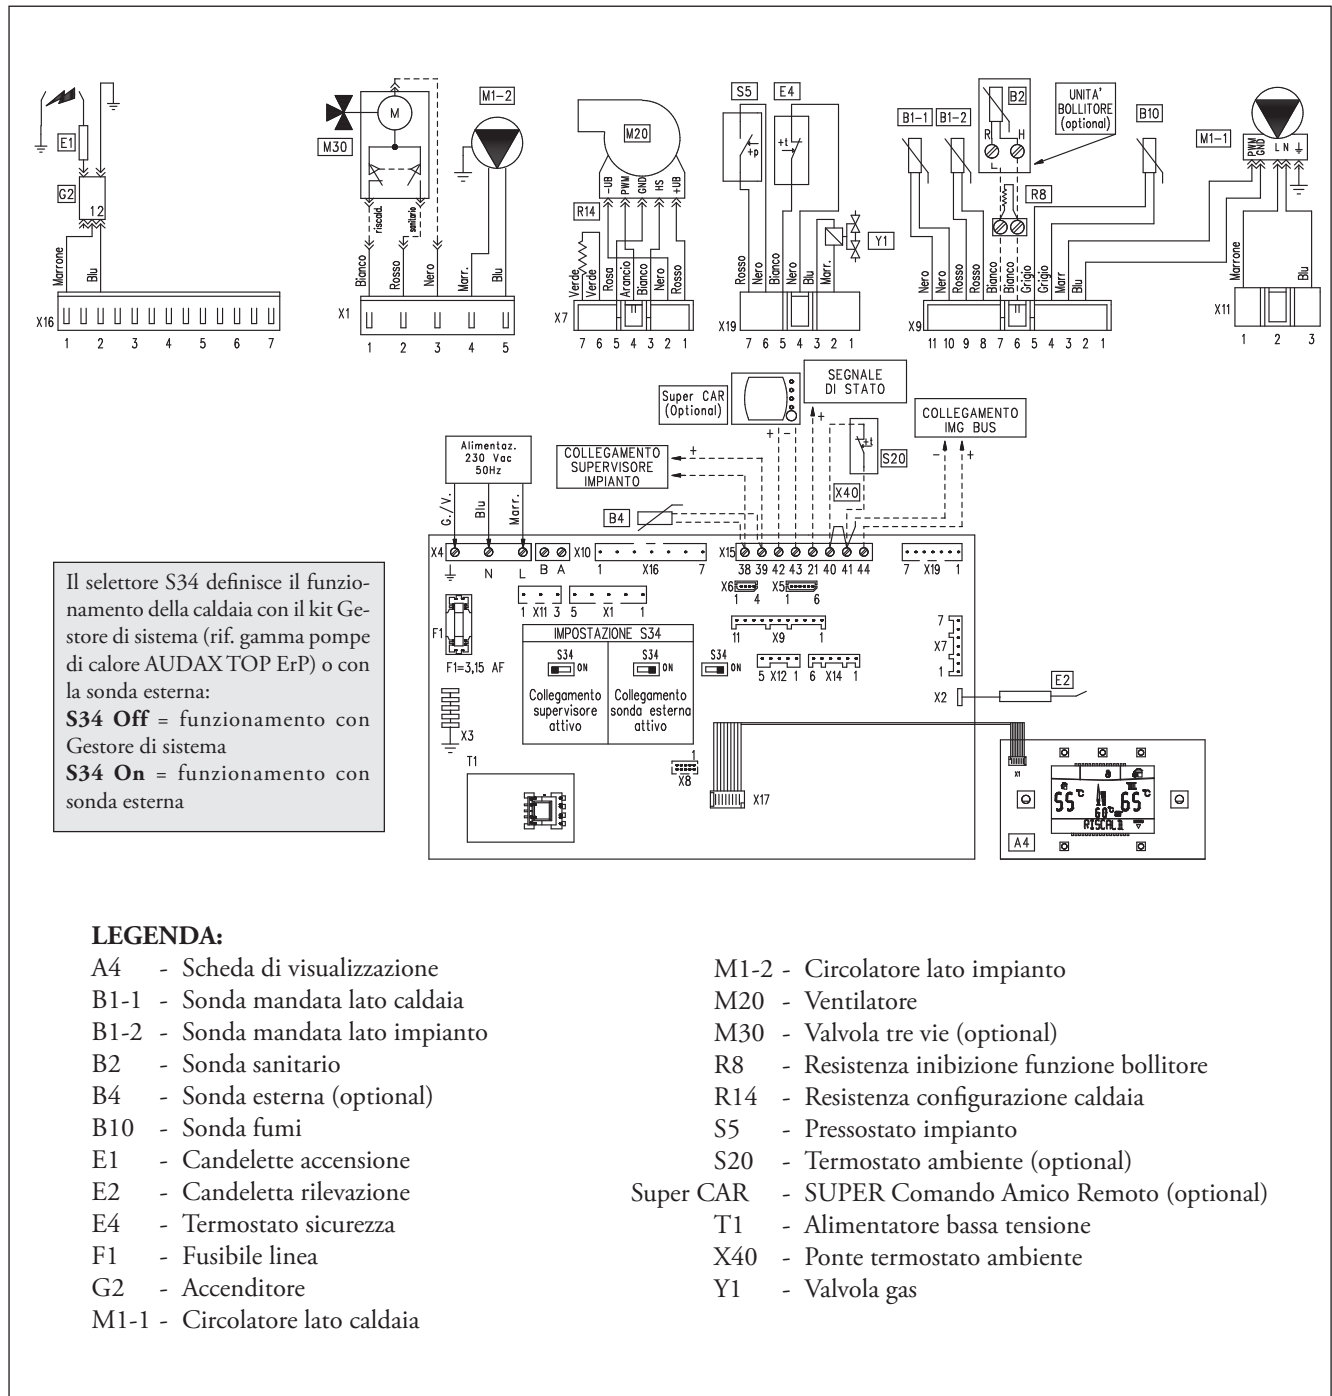 S5
E4
B2
UNITA'
BOLLITORE
(optional)
M1-2
B1-1
B1-2
B10
E1
M
M20
R
H
M1-1
PWM
GND
L N
M30
+p
+t
L
G2
1 2
riscald.
sanitario
-UB
PWM
GND
HS
+UB
R14
R8
Y1
Marrone
Blu
Bianco
Rosso
Nero
Marr.
Blu
Verde
Verde
Rosa
Arancio
Bianco
Nero
Rosso
Rosso
Nero
Bianco
Nero
Blu
Marr.
Nero
Nero
Rosso
Rosso
Bianco
Bianco
Grigio
Grigio
Marr
Blu
Marrone
Blu
X16
X1
X7
X19
X9
X11
1 2 3 4 5 6 7
1 2 3 4 5
7 6 5 4 3 2 1
7 6 5 4 3 2 1
11 10 9 8 7 6 5 4 3 2 1
1 2 3
Super CAR
(Optional)
SEGNALE
DI STATO
COLLEGAMENTO
IMG BUS
+ -
+
+t
S20
- +
Alimentaz.
230 Vac
50Hz
COLLEGAMENTO
SUPERVISORE
IMPIANTO
+
X40
G./V.
Blu
Marr.
B4
X4
N
L
B A
X10
1 X16 7
X15
38 39 42 43 21 40 41 44
7 X19 1
X6
1 4
X5
1 6
1 X11 3
5 X1 1
F1
F1=3,15 AF
IMPOSTAZIONE S34
S34
ON
S34
ON
S34
ON
Collegamento
supervisore
attivo
Collegamento
sonda esterna
attivo
11 X9 1
5 X12 1
6 X14 1
7
X7
1
X2
E2
X3
T1
1
X8
X17
X1
55 °C
60 °C
65 °C
RISCALD
A4
Il selettore S34 definisce il funzio-
namento della caldaia con il kit Ge-
store di sistema (rif. gamma pompe
di calore AUDAX TOP ErP) o con
la sonda esterna:
S34 Off = funzionamento con
Gestore di sistema
S34 On = funzionamento con
sonda esterna
LEGENDA:
A4 - Scheda di visualizzazione
B1-1 - Sonda mandata lato caldaia
B1-2 - Sonda mandata lato impianto
B2 - Sonda sanitario
B4 - Sonda esterna (optional)
B10 - Sonda fumi
E1 - Candelette accensione
E2 - Candeletta rilevazione
E4 - Termostato sicurezza
F1 - Fusibile linea
G2 - Accenditore
M1-1 - Circolatore lato caldaia
M1-2 - Circolatore lato impianto
M20 - Ventilatore
M30 - Valvola tre vie (optional)
R8 - Resistenza inibizione funzione bollitore
R14 - Resistenza configurazione caldaia
S5 - Pressostato impianto
S20 - Termostato ambiente (optional)
Super CAR - SUPER Comando Amico Remoto (optional)
T1 - Alimentatore bassa tensione
X40 - Ponte termostato ambiente
Y1 - Valvola gas